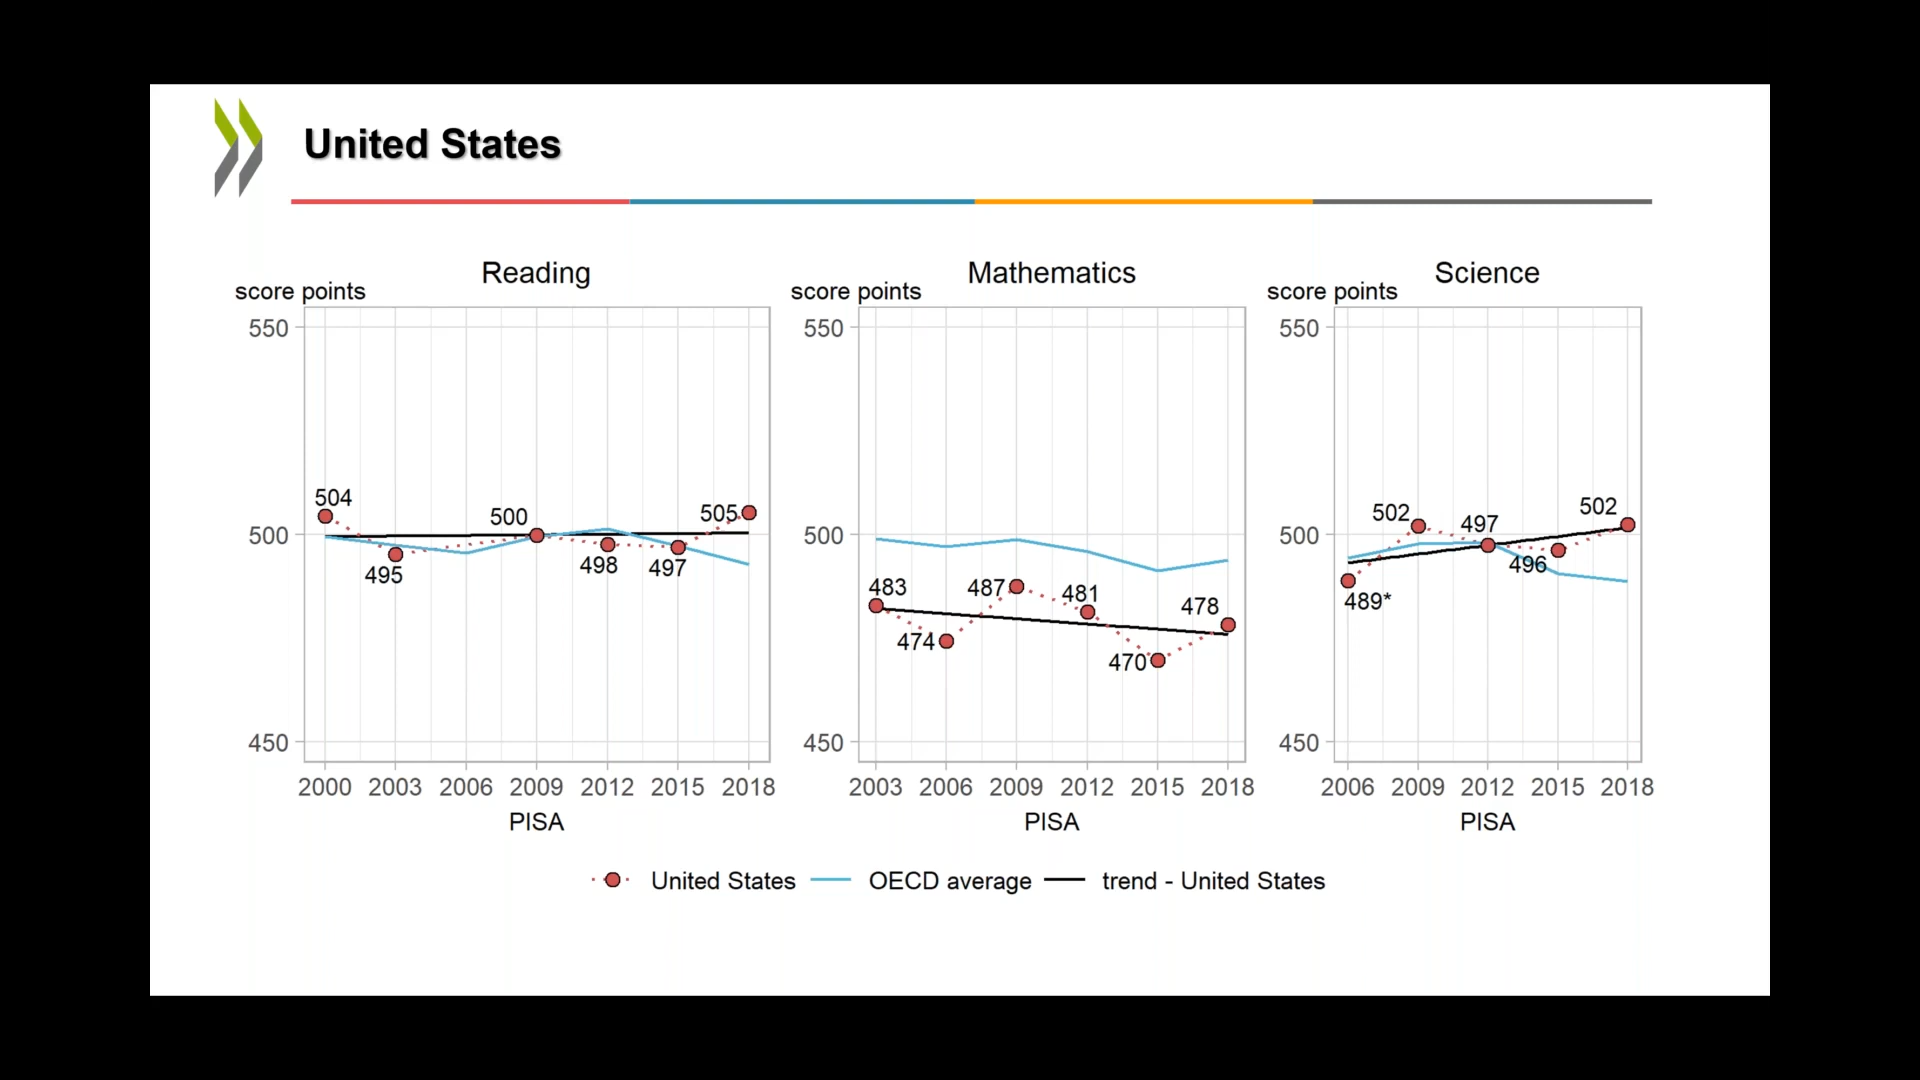 United States
Reading
score points
550
500
450
504
495
500
498
497
505
2000 2003 2006 2009 2012 2015 2018
PISA
Mathematics
score points
550
500
450
483
474
487
481
470
478
2003 2006 2009 2012 2015 2018
PISA
Science
score points
550
500
450
489*
502
497
496
502
2006 2009 2012 2015 2018
PISA
United States OECD average trend - United States